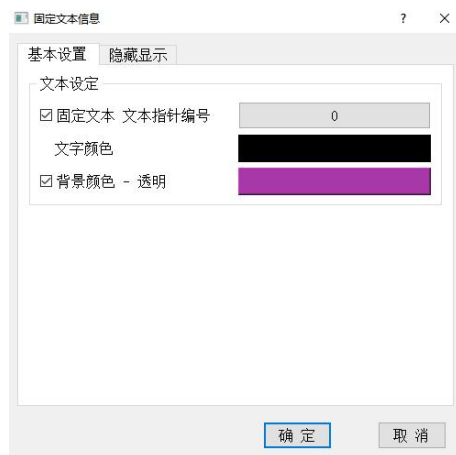 固定文本信息
基本设置 隐藏显示
文本设定
固定文本 文本指针编号 0
文字颜色
背景颜色 - 透明
确 定 取 消